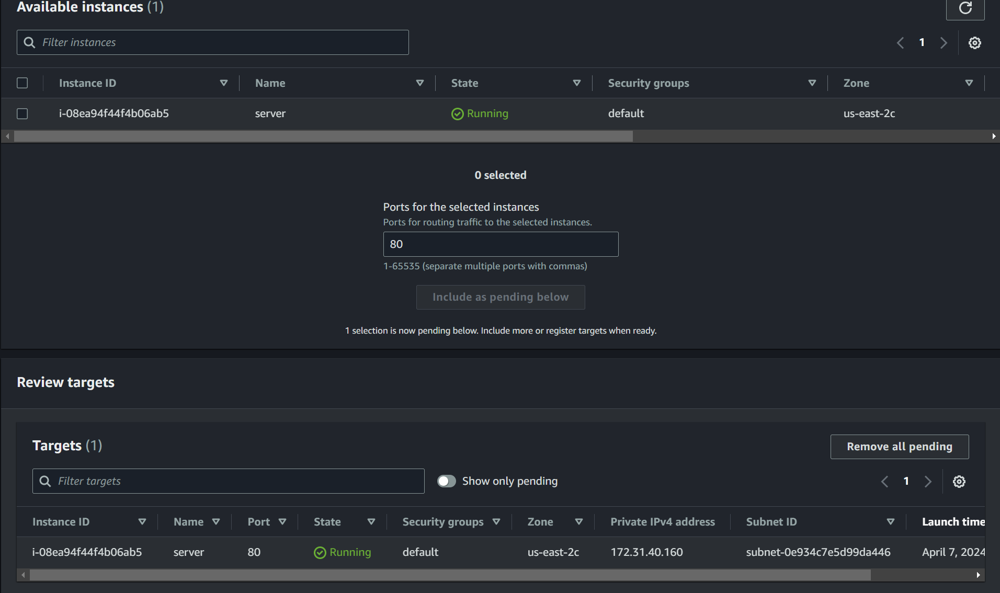 Available instances (1)
Filter instances
1
Instance ID Name State Security groups Zone
i-08ea94f44f4b06ab5 server Running default us-east-2c
0 selected
Ports for the selected instances
Ports for routing traffic to the selected instances.
80
1-65535 (separate multiple ports with commas)
Include as pending below
1 selection is now pending below. Include more or register targets when ready.
Review targets
Targets (1)
Remove all pending
Filter targets
Show only pending
1
Instance ID Name Port State Security groups Zone Private IPv4 address Subnet ID Launch time
i-08ea94f44f4b06ab5 server 80 Running default us-east-2c 172.31.40.160 subnet-0e934c7e5d99da446 April 7, 2024